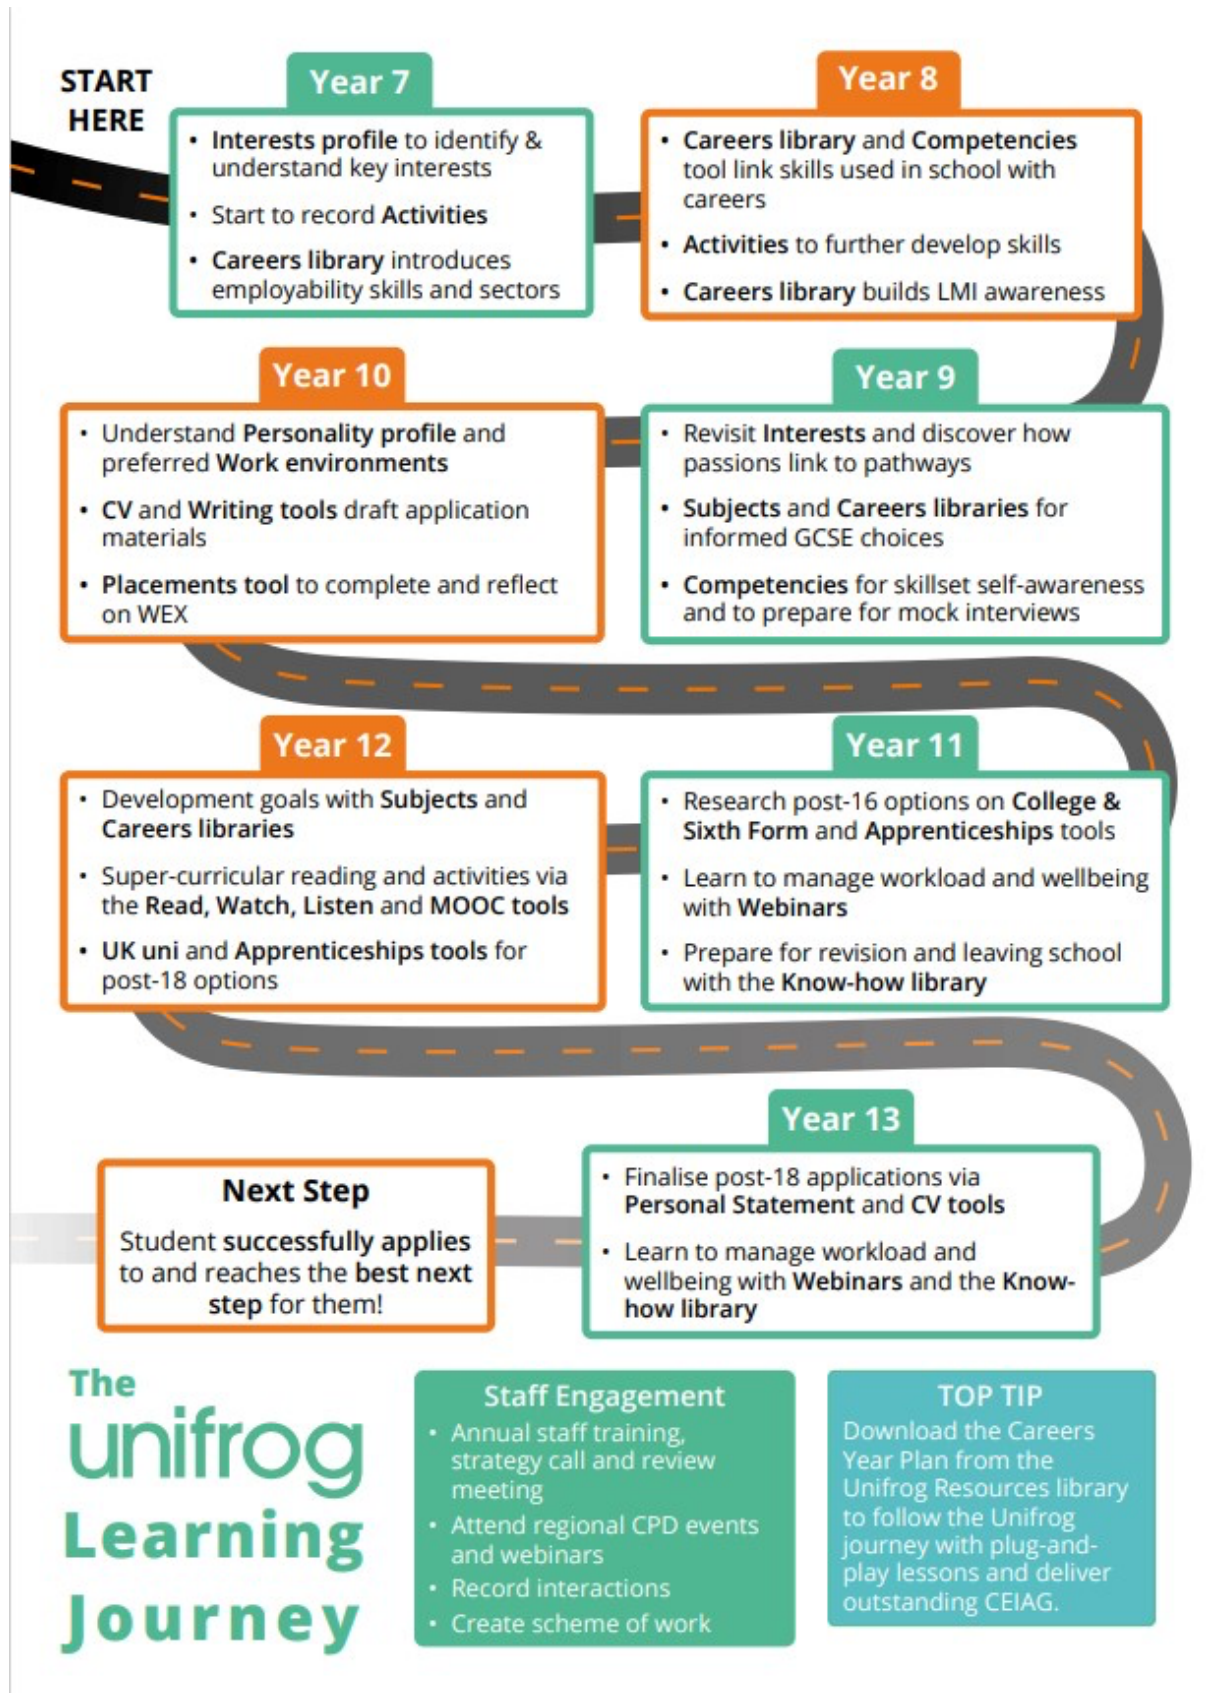 START
HERE
Year 7
• Interests profile to identify &
understand key interests
• Start to record Activities
• Careers library introduces
employability skills and sectors
Year 8
• Careers library and Competencies
tool link skills used in school with
careers
• Activities to further develop skills
• Careers library builds LMI awareness
Year 9
• Revisit Interests and discover how
passions link to pathways
• Subjects and Careers libraries for
informed GCSE choices
• Competencies for skillset self-awareness
and to prepare for mock interviews
Year 10
• Understand Personality profile and
preferred Work environments
• CV and Writing tools draft application
materials
• Placements tool to complete and reflect
on WEX
Year 11
• Research post-16 options on College &
Sixth Form and Apprenticeships tools
• Learn to manage workload and wellbeing
with Webinars
• Prepare for revision and leaving school
with the Know-how library
Year 12
• Development goals with Subjects and
Careers libraries
• Super-curricular reading and activities via
the Read, Watch, Listen and MOOC tools
• UK uni and Apprenticeships tools for
post-18 options
Year 13
• Finalise post-18 applications via
Personal Statement and CV tools
• Learn to manage workload and
wellbeing with Webinars and the Know-
how library
Next Step
Student successfully applies
to and reaches the best next
step for them!
The
unifrog
Learning
Journey
Staff Engagement
• Annual staff training,
strategy call and review
meeting
• Attend regional CPD events
and webinars
• Record interactions
• Create scheme of work
TOP TIP
Download the Careers
Year Plan from the
Unifrog Resources library
to follow the Unifrog
journey with plug-and-
play lessons and deliver
outstanding CEIAG.